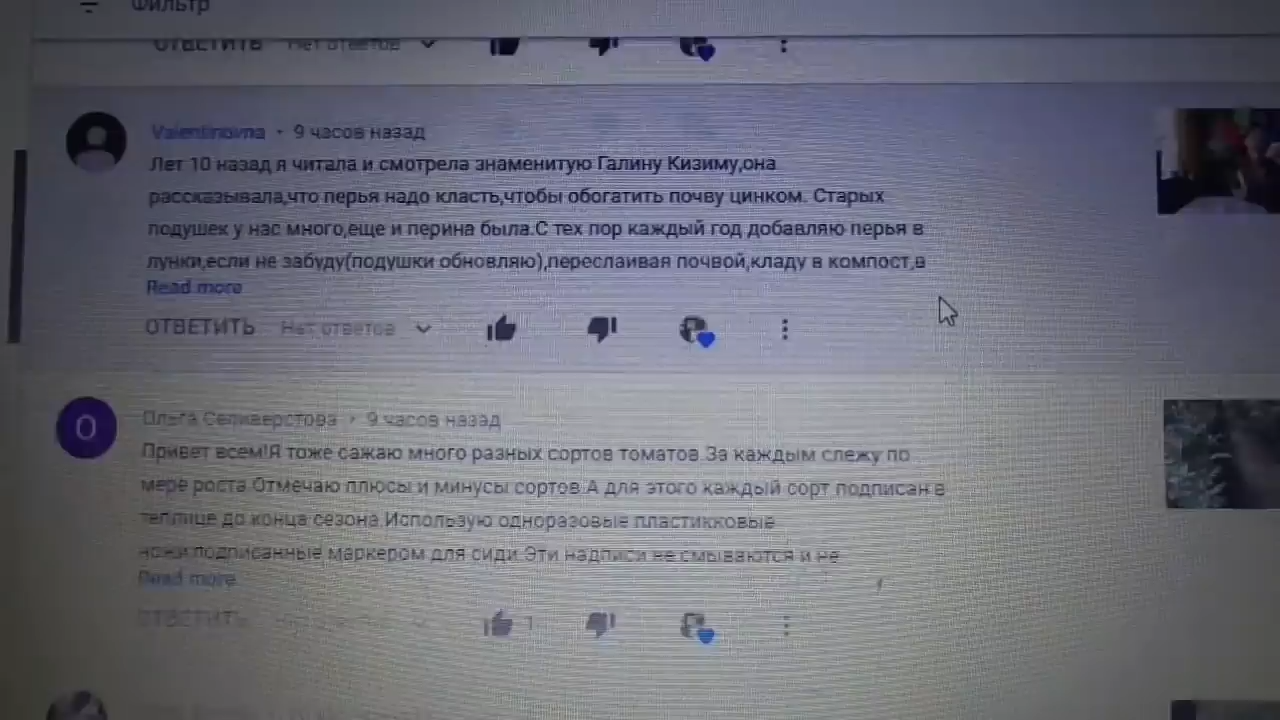 Фильтр
ОТВЕТИТЬ Нет ответов
Valentinovna • 9 часов назад
Лет 10 назад я читала и смотрела знаменитую Галину Кизиму,она
рассказывала,что перья надо класть,чтобы обогатить почву цинком. Старых
подушек у нас много,еще и перина была.С тех пор каждый год добавляю перья в
лунки,если не забуду(подушки обновляю),переслаивая почвой,кладу в компост,в
Read more
ОТВЕТИТЬ Нет ответов
О
Ольга Селиверстова • 9 часов назад
Привет всем!Я тоже сажаю много разных сортов томатов.За каждым слежу по
мере роста.Отмечаю плюсы и минусы сортов.А для этого каждый сорт подписан в
теплице до конца сезона.Использую одноразовые пластикковые
ножи,подписанные маркером для сиди.Эти надписи не смываются и не
Read more
ОТВЕТИТЬ
1